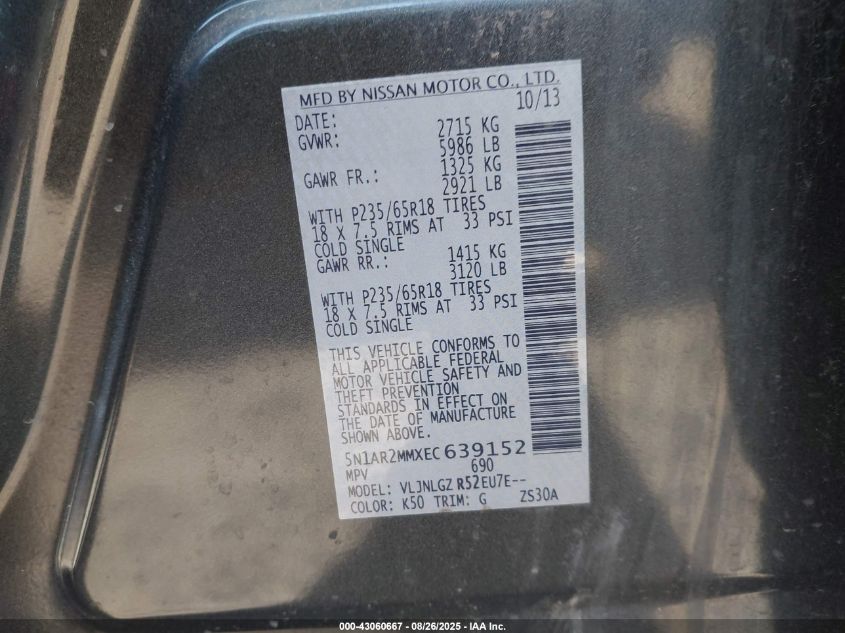 MFD BY NISSAN MOTOR CO., LTD.
DATE: 10/13
GVWR: 2715 KG
5986 LB
GAWR FR.: 1325 KG
2921 LB
WITH P235/65R18 TIRES
18 X 7.5 RIMS AT 33 PSI
COLD SINGLE
GAWR RR.: 1415 KG
3120 LB
WITH P235/65R18 TIRES
18 X 7.5 RIMS AT 33 PSI
COLD SINGLE
THIS VEHICLE CONFORMS TO
ALL APPLICABLE FEDERAL
MOTOR VEHICLE SAFETY AND
THEFT PREVENTION
STANDARDS IN EFFECT ON
THE DATE OF MANUFACTURE
SHOWN ABOVE.
5N1AR2MMXEC639152
MPV 690
MODEL: VLJNLGZ R52EU7E--
COLOR: K50 TRIM: G ZS30A
000-43060667 - 08/26/2025 - IAA Inc.